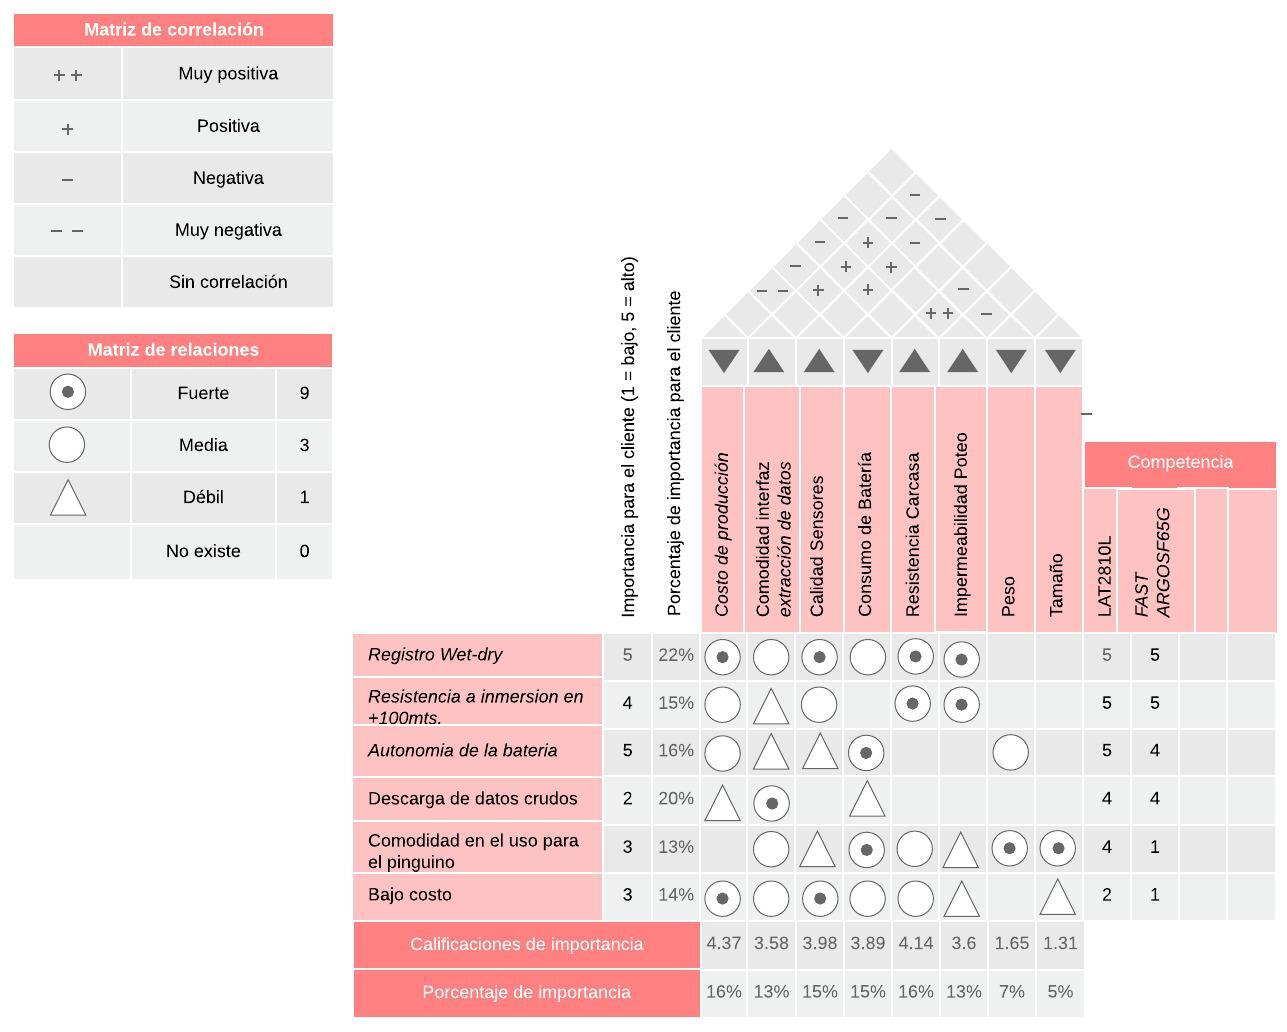 Matriz de correlación
++ Muy positiva
+ Positiva
− Negativa
− − Muy negativa
Sin correlación
Matriz de relaciones
Fuerte 9
Media 3
Débil 1
No existe 0
−
− − −
− + −
− + +
− − + + −
++ −
Importancia para el cliente (1 = bajo, 5 = alto)
Porcentaje de importancia para el cliente
Costo de producción
Comodidad interfaz
extracción de datos
Calidad Sensores
Consumo de Batería
Resistencia Carcasa
Impermeabilidad Poteo
Peso
Tamaño
−
Competencia
LAT2810L
FAST
ARGOSF65G
Registro Wet-dry 5 22% 5 5
Resistencia a inmersion en
+100mts. 4 15% 5 5
Autonomia de la bateria 5 16% 5 4
Descarga de datos crudos 2 20% 4 4
Comodidad en el uso para
el pinguino 3 13% 4 1
Bajo costo 3 14% 2 1
Calificaciones de importancia 4.37 3.58 3.98 3.89 4.14 3.6 1.65 1.31
Porcentaje de importancia 16% 13% 15% 15% 16% 13% 7% 5%